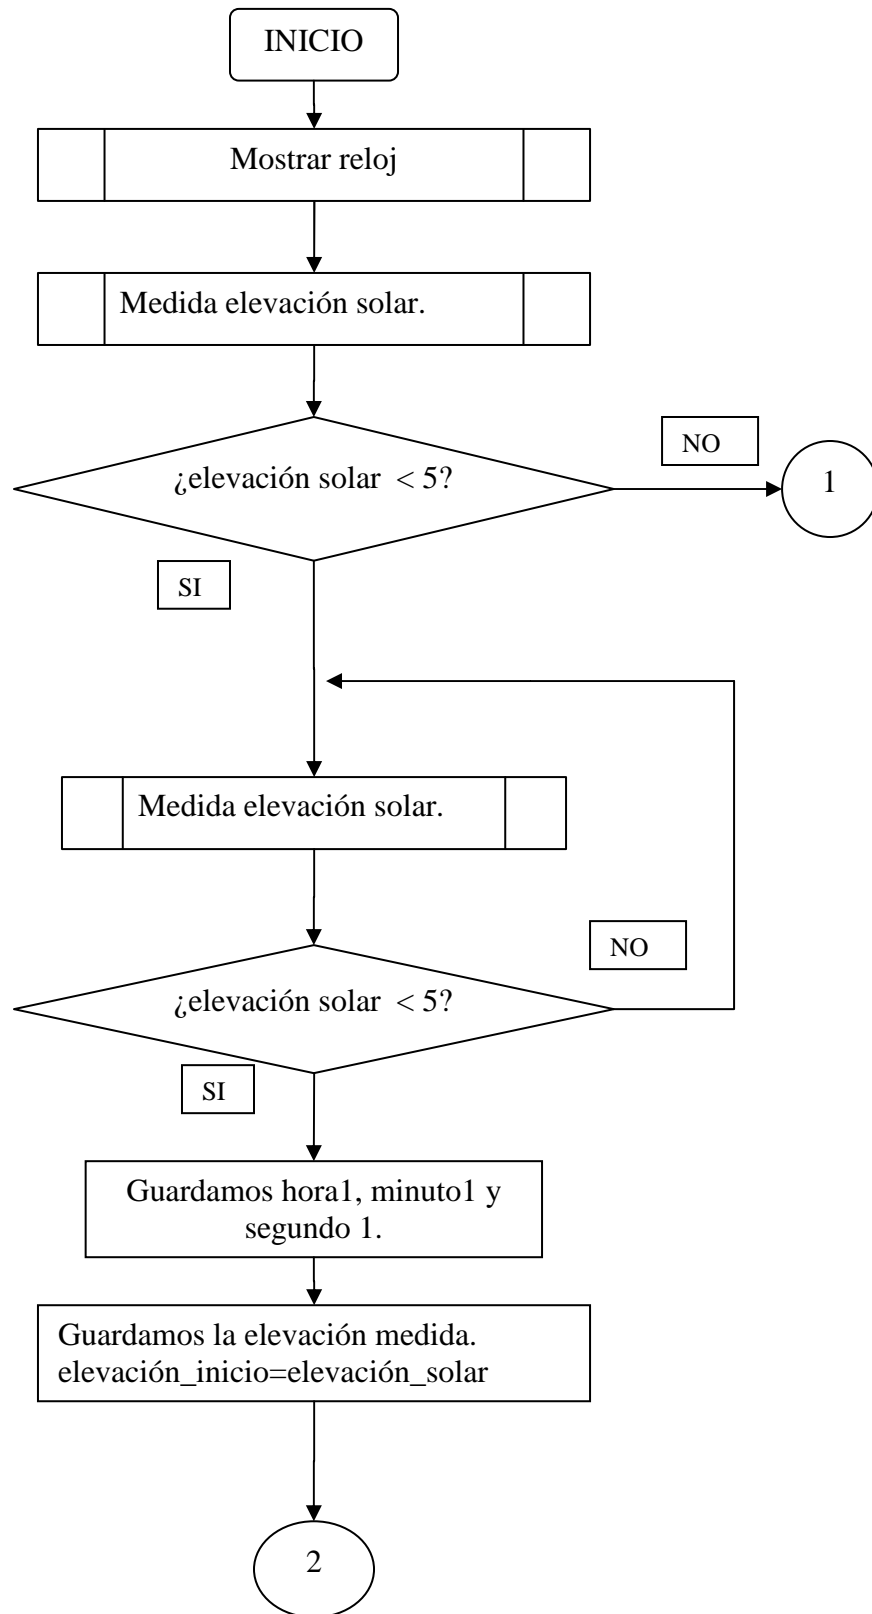 INICIO
Mostrar reloj
Medida elevación solar.
¿elevación solar < 5?
NO
1
SI
Medida elevación solar.
NO
¿elevación solar < 5?
SI
Guardamos hora1, minuto1 y
segundo 1.
Guardamos la elevación medida.
elevación_inicio=elevación_solar
2